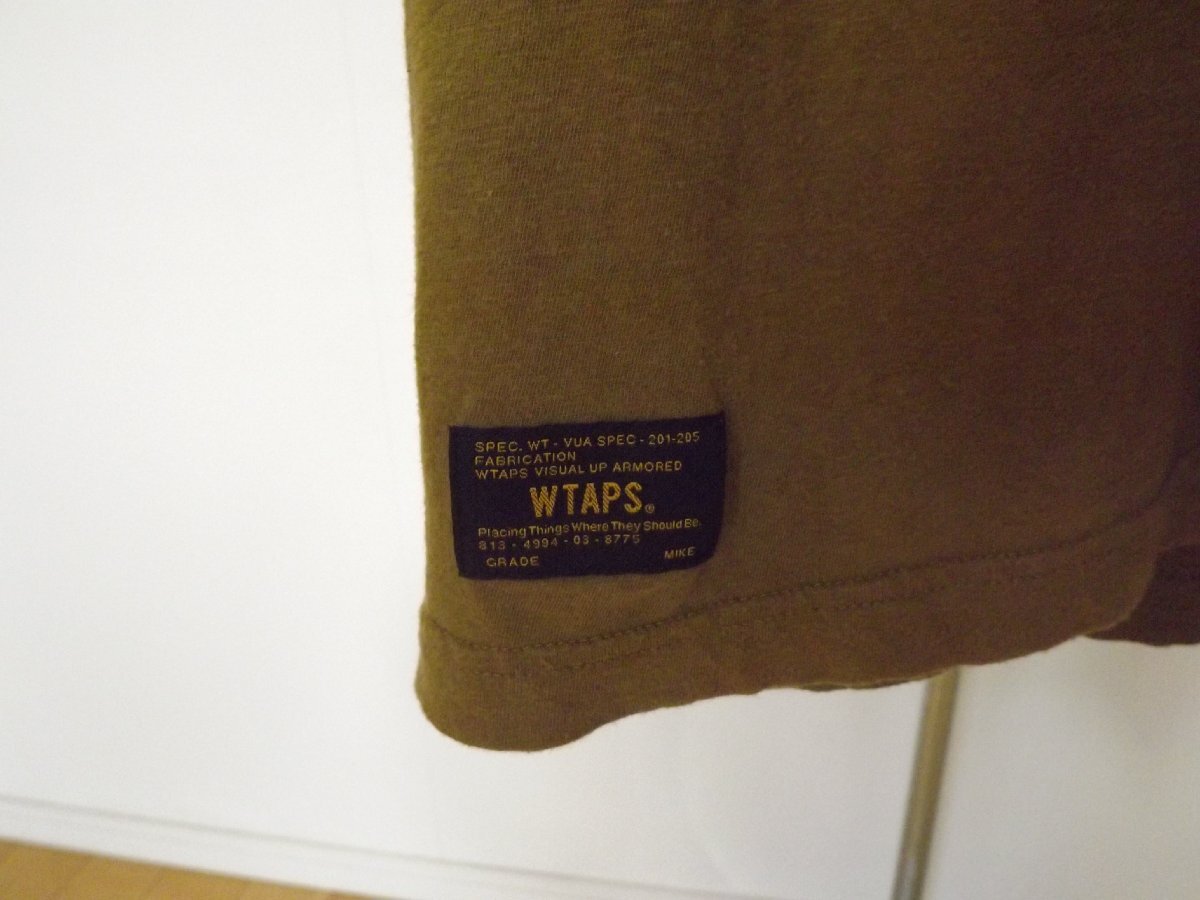 SPEC. WT - VUA SPEC - 201-205
FABRICATION
WTAPS VISUAL UP ARMORED
WTAPS®
Placing Things Where They Should Be.
813 - 4994 - 03 - 8775
GRADE MIKE